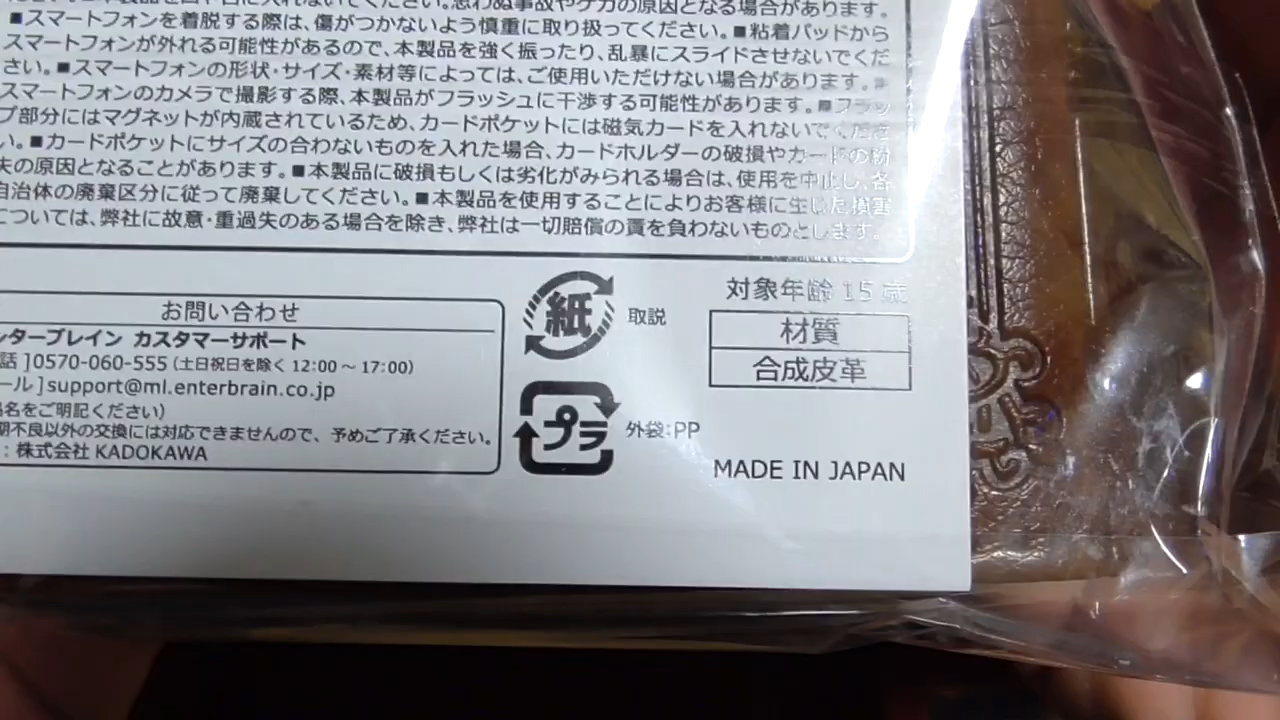 思わぬ事故やケガの原因となる場合があります。
■スマートフォンを着脱する際は、傷がつかないよう慎重に取り扱ってください。■粘着パッドから
スマートフォンが外れる可能性があるので、本製品を強く振ったり、乱暴にスライドさせないでくだ
さい。■スマートフォンの形状・サイズ・素材等によっては、ご使用いただけない場合があります。■
スマートフォンのカメラで撮影する際、本製品がフラッシュに干渉する可能性があります。■フラッ
プ部分にはマグネットが内蔵されているため、カードポケットには磁気カードを入れないでくださ
い。■カードポケットにサイズの合わないものを入れた場合、カードホルダーの破損やカードの紛
失の原因となることがあります。■本製品に破損もしくは劣化がみられる場合は、使用を中止し、各
自治体の廃棄区分に従って廃棄してください。■本製品を使用することによりお客様に生じた損害
については、弊社に故意・重過失のある場合を除き、弊社は一切賠償の責を負わないものとします。
お問い合わせ
ンターブレイン カスタマーサポート
話]0570-060-555(土日祝日を除く 12:00～17:00)
ール]support@ml.enterbrain.co.jp
名をご明記ください)
期不良以外の交換には対応できませんので、予めご了承ください。
:株式会社 KADOKAWA
紙
取説
プラ
外袋:PP
対象年齢 15 歳
材質
合成皮革
MADE IN JAPAN